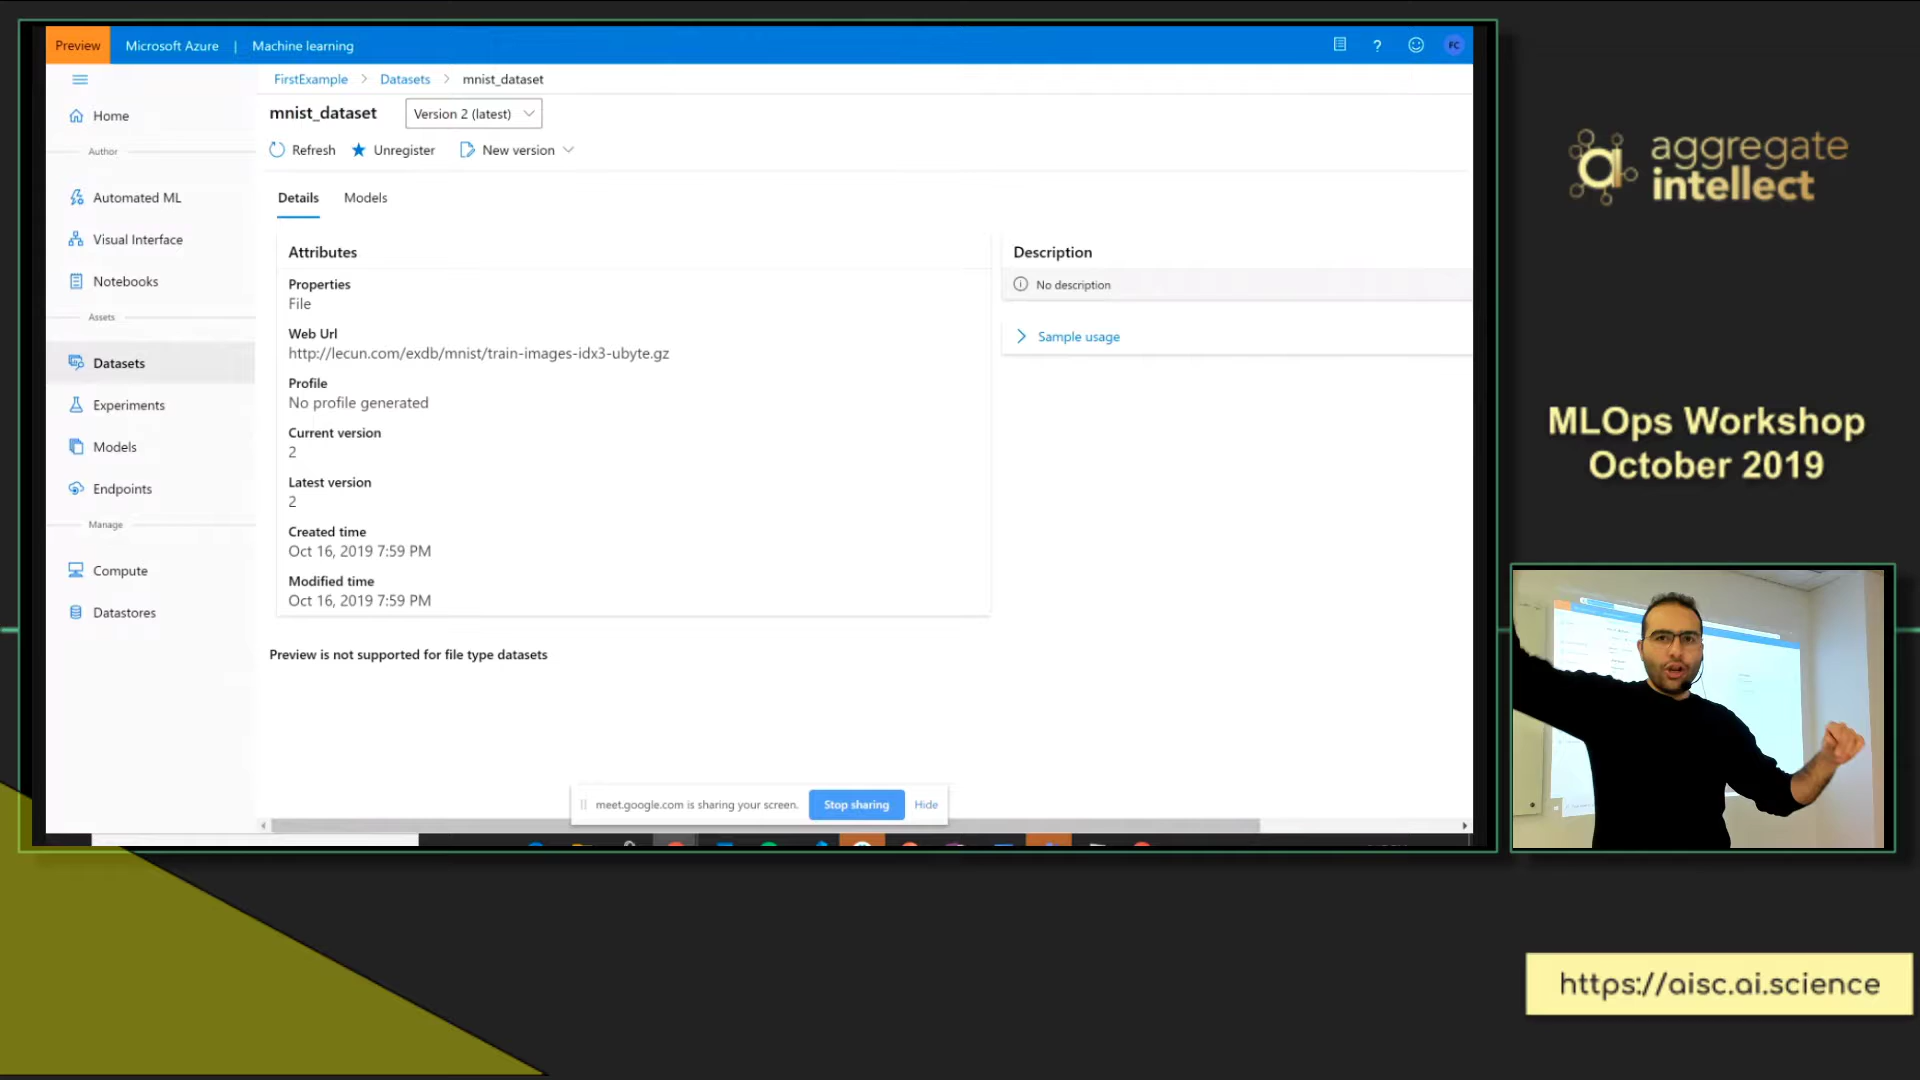 Preview
Microsoft Azure | Machine learning
FC
FirstExample > Datasets > mnist_dataset
mnist_dataset
Version 2 (latest)
Refresh
Unregister
New version
Home
Author
Automated ML
Visual Interface
Notebooks
Assets
Datasets
Experiments
Models
Endpoints
Manage
Compute
Datastores
Details
Models
Attributes
Properties
File
Web Url
http://lecun.com/exdb/mnist/train-images-idx3-ubyte.gz
Profile
No profile generated
Current version
2
Latest version
2
Created time
Oct 16, 2019 7:59 PM
Modified time
Oct 16, 2019 7:59 PM
Preview is not supported for file type datasets
Description
No description
Sample usage
meet.google.com is sharing your screen.
Stop sharing
Hide
aggregate
intellect
MLOps Workshop
October 2019
https://aisc.ai.science